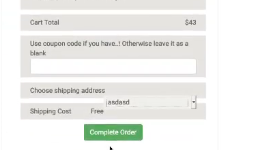 Cart Total $43
Use coupon code if you have..! Otherwise leave it as a
blank
Choose shipping address
asdasd
Shipping Cost Free
Complete Order